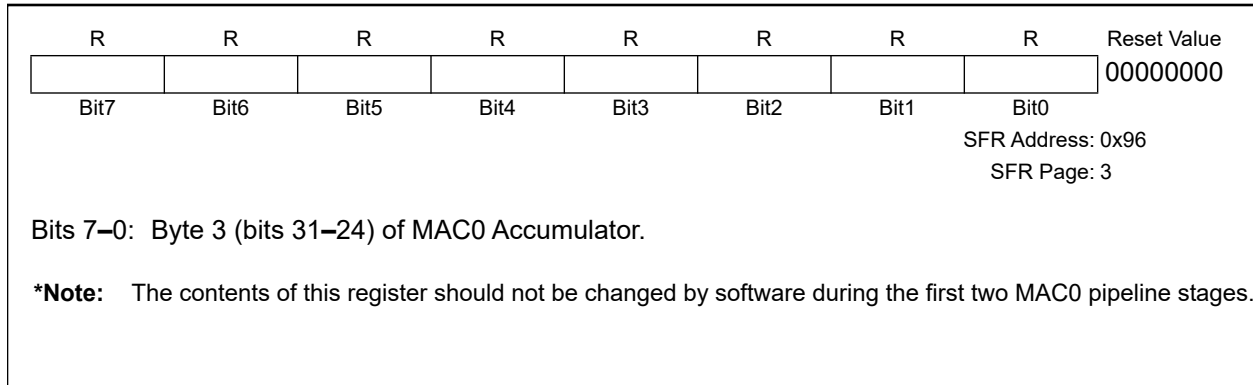 R R R R R R R R Reset Value
00000000
Bit7 Bit6 Bit5 Bit4 Bit3 Bit2 Bit1 Bit0
SFR Address: 0x96
SFR Page: 3
Bits 7–0: Byte 3 (bits 31–24) of MAC0 Accumulator.
*Note: The contents of this register should not be changed by software during the first two MAC0 pipeline stages.